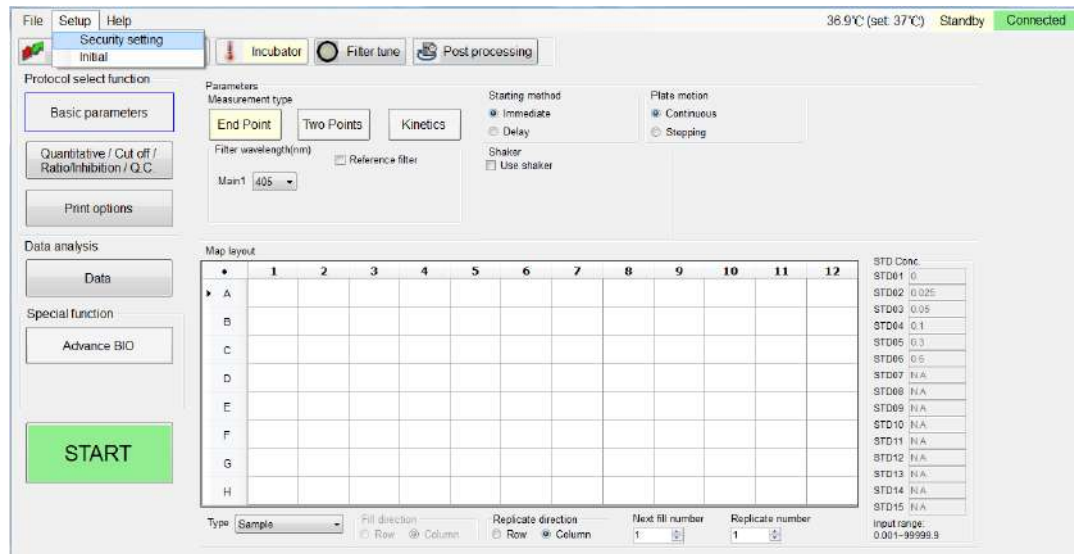 File Setup Help 36.9℃ (set: 37℃) Standby Connected
Security setting
Initial
Incubator Filter tune Post processing
Protocol select function
Basic parameters
Quantitative / Cut off /
Ratio/Inhibition / Q.C.
Print options
Data analysis
Data
Special function
Advance BIO
START
Parameters
Measurement type
End Point Two Points Kinetics
Filter wavelength(nm)
Reference filter
Main1 405
Starting method
Immediate
Delay
Shaker
Use shaker
Plate motion
Continuous
Stepping
Map layout
1 2 3 4 5 6 7 8 9 10 11 12
A
B
C
D
E
F
G
H
STD Conc.
STD01 0
STD02 0.025
STD03 0.05
STD04 0.1
STD05 0.3
STD06 0.6
STD07 N.A
STD08 N.A
STD09 N.A
STD10 N.A
STD11 N.A
STD12 N.A
STD13 N.A
STD14 N.A
STD15 N.A
Input range:
0.001~99999.9
Type Sample
Fill direction
Row Column
Replicate direction
Row Column
Next fill number
1
Replicate number
1